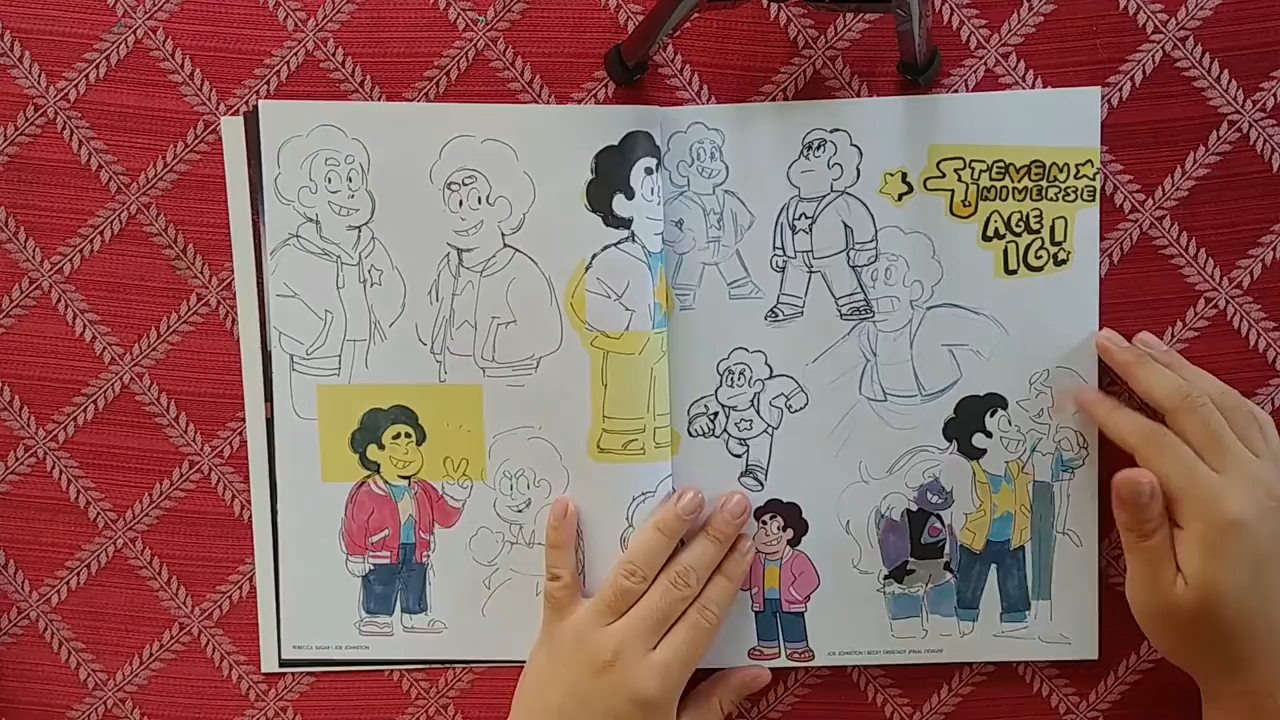 STEVEN
UNIVERSE
AGE
16!
REBECCA SUGAR | JOE JOHNSTON
JOE JOHNSTON | BECKY DREISTADT (FINAL DESIGN)